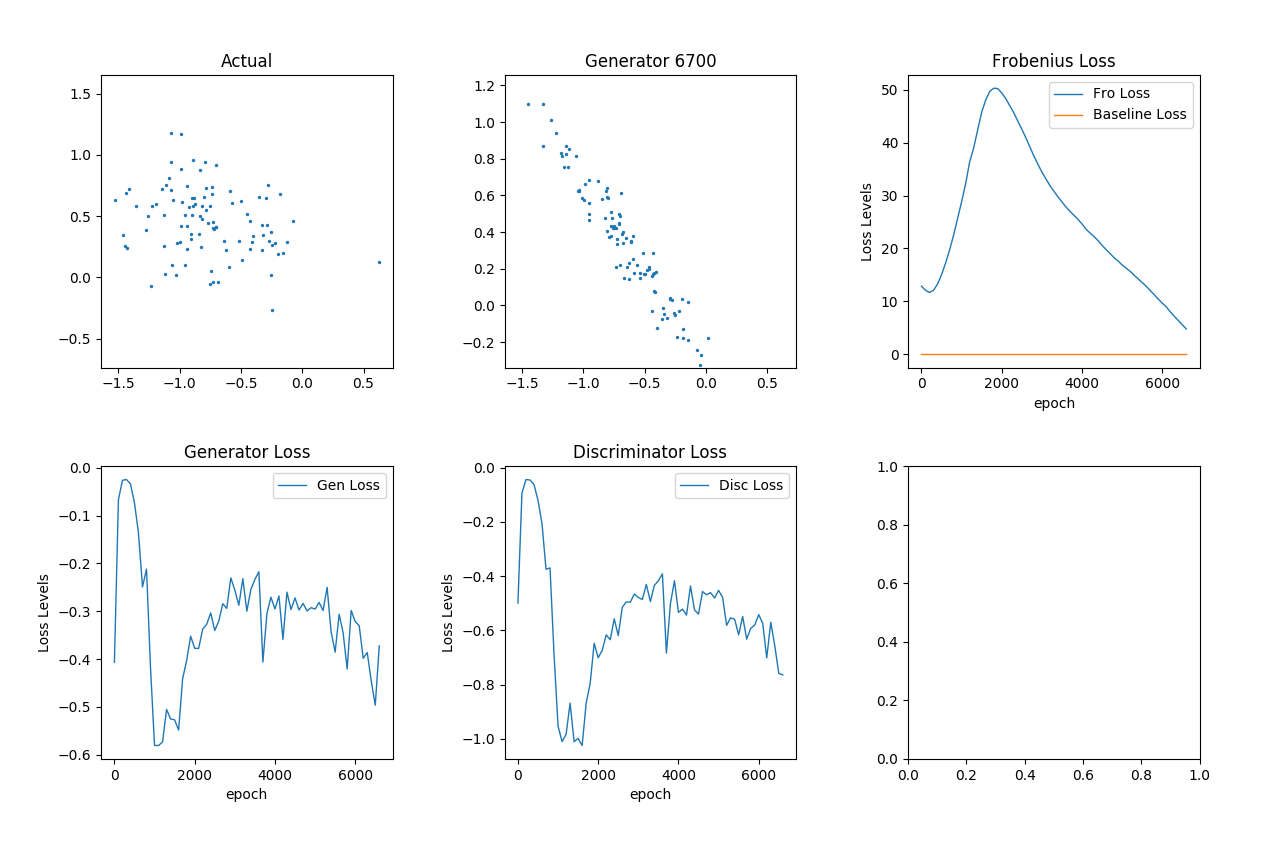 Actual
1.5
1.0
0.5
0.0
−0.5
−1.5 −1.0 −0.5 0.0 0.5
Generator 6700
1.2
1.0
0.8
0.6
0.4
0.2
0.0
−0.2
−1.5 −1.0 −0.5 0.0 0.5
Frobenius Loss
Fro Loss
Baseline Loss
Loss Levels
50
40
30
20
10
0
0 2000 4000 6000
epoch
Generator Loss
Gen Loss
Loss Levels
0.0
−0.1
−0.2
−0.3
−0.4
−0.5
−0.6
0 2000 4000 6000
epoch
Discriminator Loss
Disc Loss
Loss Levels
0.0
−0.2
−0.4
−0.6
−0.8
−1.0
0 2000 4000 6000
epoch
1.0
0.8
0.6
0.4
0.2
0.0
0.0 0.2 0.4 0.6 0.8 1.0